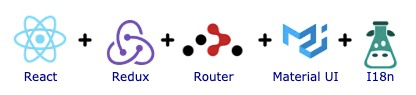 React + Redux + Router + Material UI + I18n